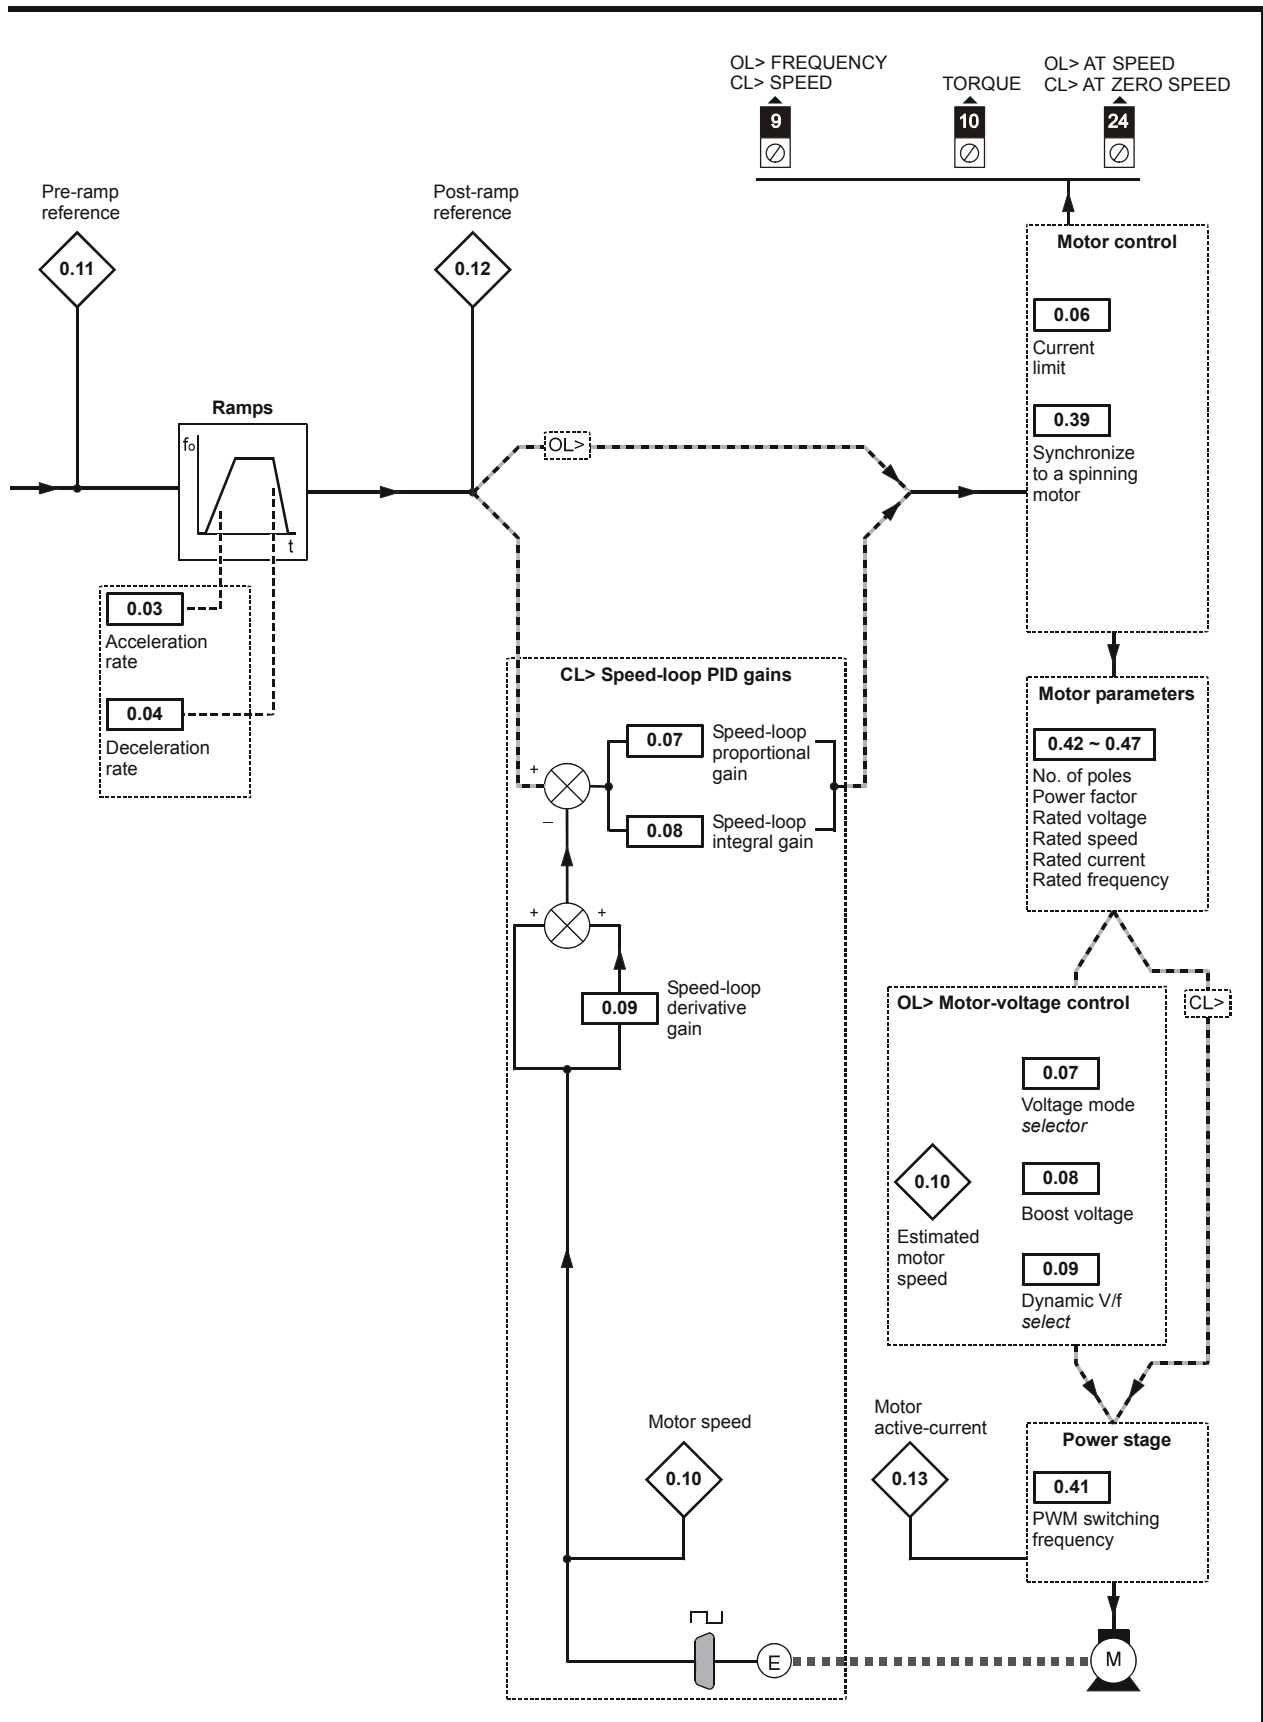 OL> FREQUENCY
CL> SPEED
TORQUE
OL> AT SPEED
CL> AT ZERO SPEED
9
10
24
Pre-ramp
reference
0.11
Post-ramp
reference
0.12
Ramps
fo
t
0.03
Acceleration
rate
0.04
Deceleration
rate
OL>
Motor control
0.06
Current
limit
0.39
Synchronize
to a spinning
motor
CL> Speed-loop PID gains
+
–
0.07
Speed-loop
proportional
gain
0.08
Speed-loop
integral gain
+
+
0.09
Speed-loop
derivative
gain
Motor parameters
0.42 ~ 0.47
No. of poles
Power factor
Rated voltage
Rated speed
Rated current
Rated frequency
OL> Motor-voltage control
CL>
0.07
Voltage mode
selector
0.10
Estimated
motor
speed
0.08
Boost voltage
0.09
Dynamic V/f
select
Motor speed
0.10
Motor
active-current
0.13
Power stage
0.41
PWM switching
frequency
E
M